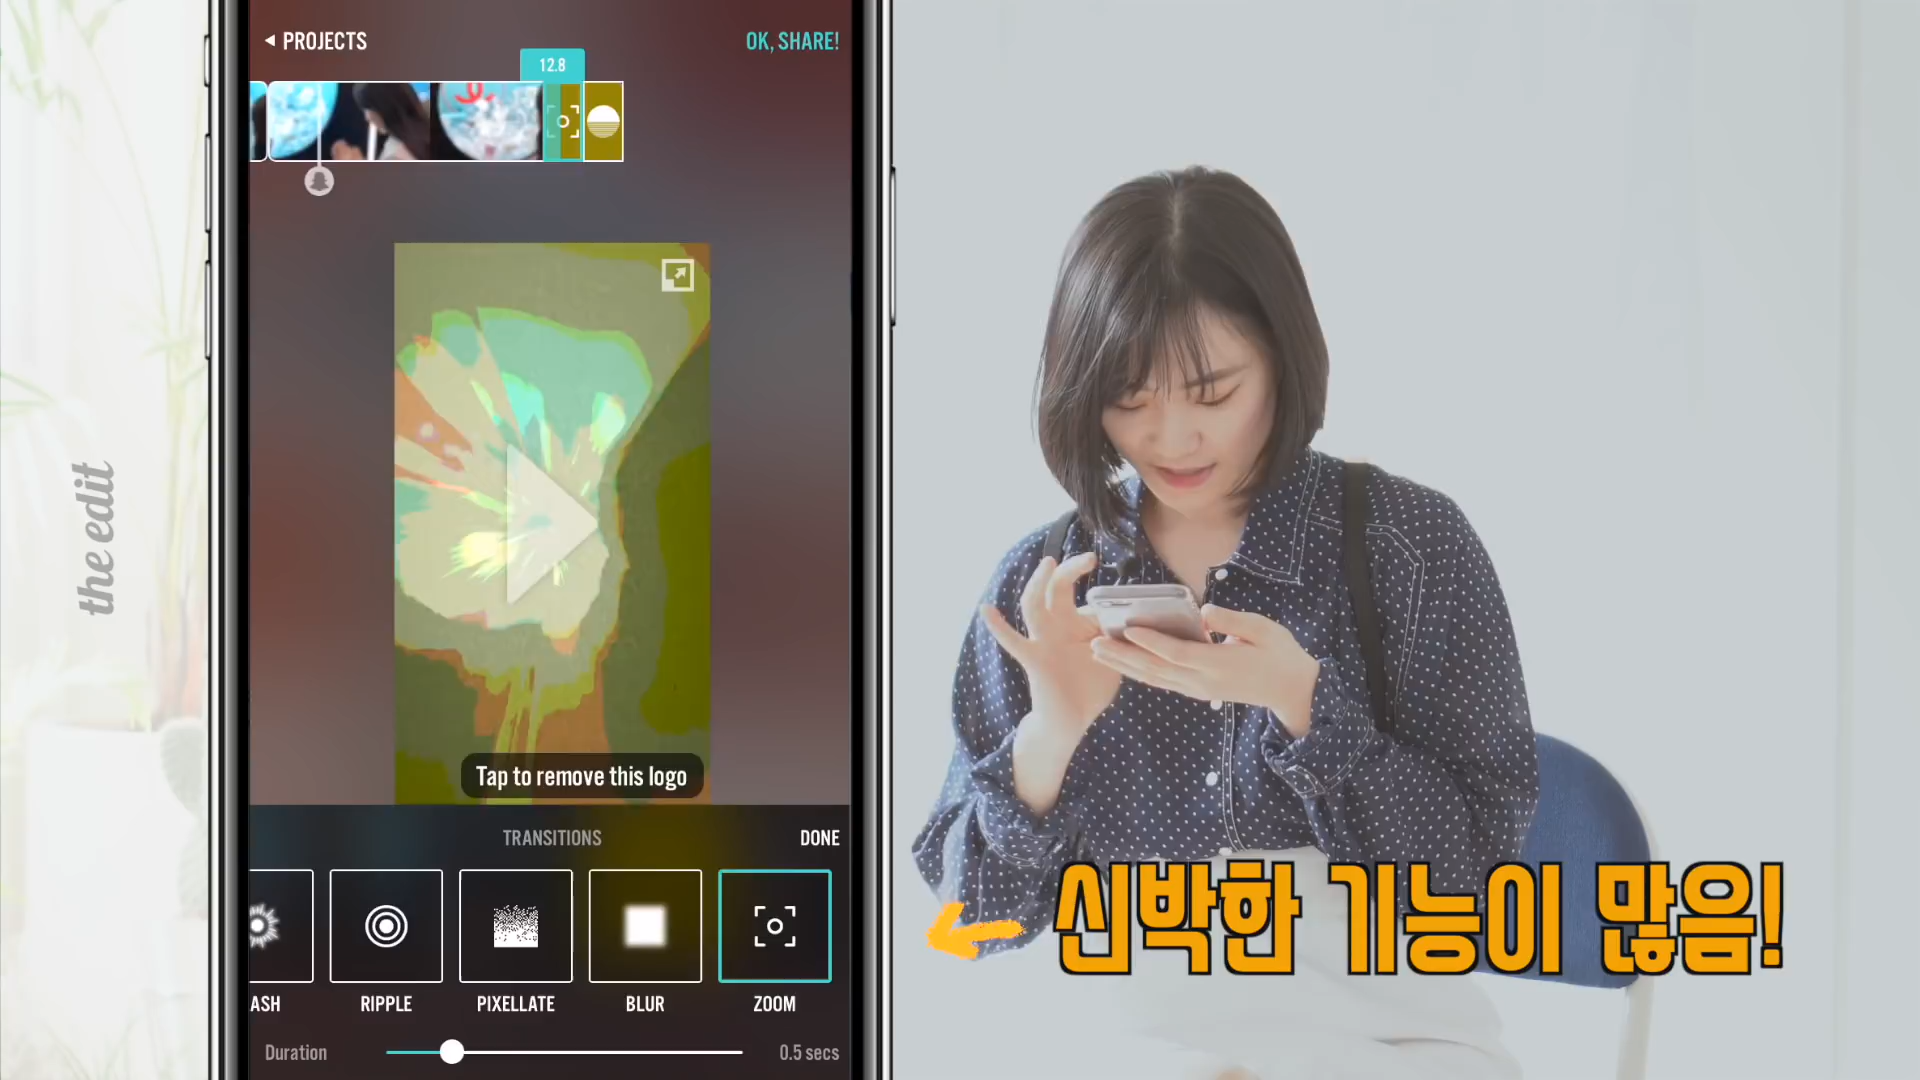 PROJECTS
OK, SHARE!
12.8
the edit
Tap to remove this logo
TRANSITIONS
DONE
ASH
RIPPLE
PIXELLATE
BLUR
ZOOM
Duration
0.5 secs
신박한 기능이 많음!